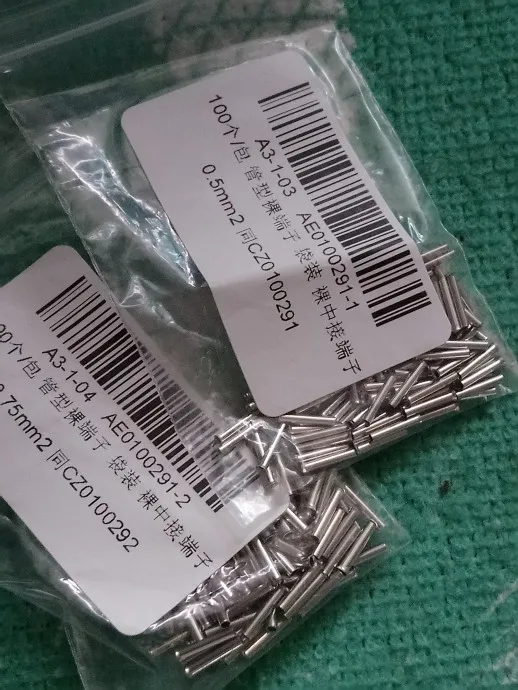 A3-1-03 AE0100291-1
100个/包 管型裸端子 袋装 裸中接端子
0.5mm2 同CZ0100291
A3-1-04 AE0100291-2
00个/包 管型裸端子 袋装 裸中接端子
.75mm2 同CZ0100292